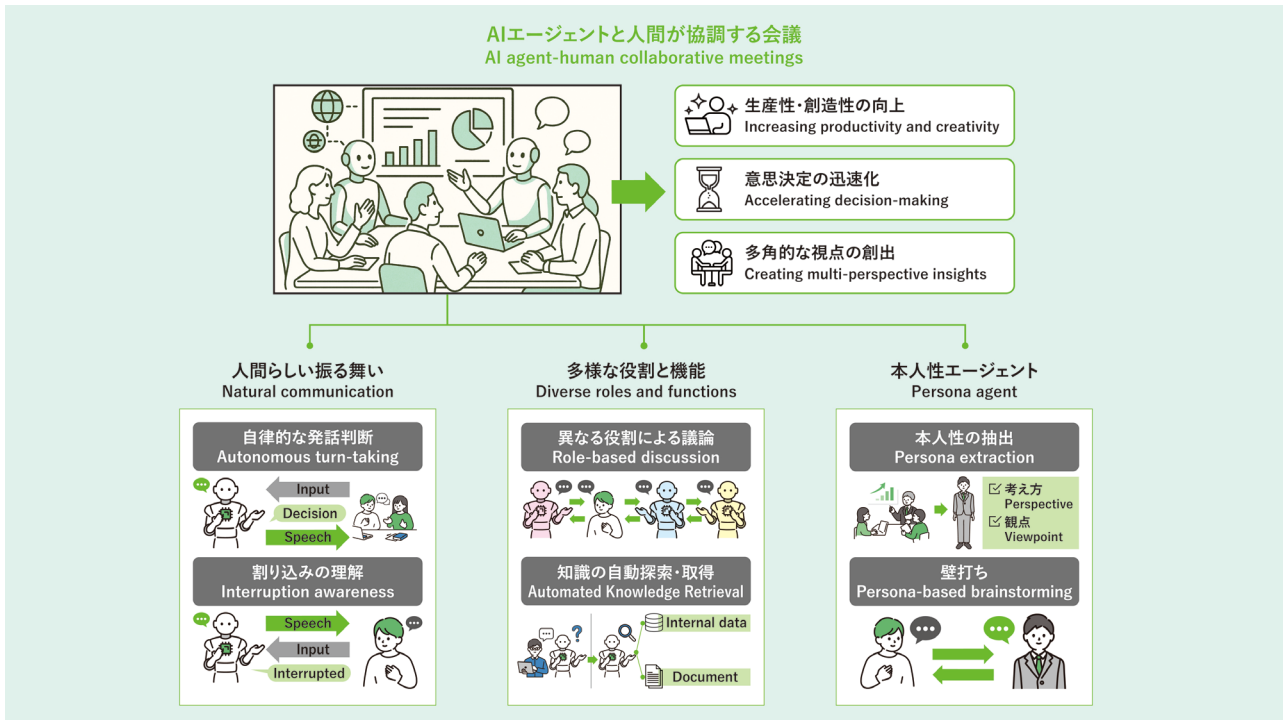 AIエージェントと人間が協調する会議
AI agent-human collaborative meetings
生産性・創造性の向上
Increasing productivity and creativity
意思決定の迅速化
Accelerating decision-making
多角的な視点の創出
Creating multi-perspective insights
人間らしい振る舞い
Natural communication
自律的な発話判断
Autonomous turn-taking
Input
Decision
Speech
割り込みの理解
Interruption awareness
Speech
Input
Interrupted
多様な役割と機能
Diverse roles and functions
異なる役割による議論
Role-based discussion
知識の自動探索・取得
Automated Knowledge Retrieval
?
Internal data
Document
本人性エージェント
Persona agent
本人性の抽出
Persona extraction
考え方
Perspective
観点
Viewpoint
壁打ち
Persona-based brainstorming